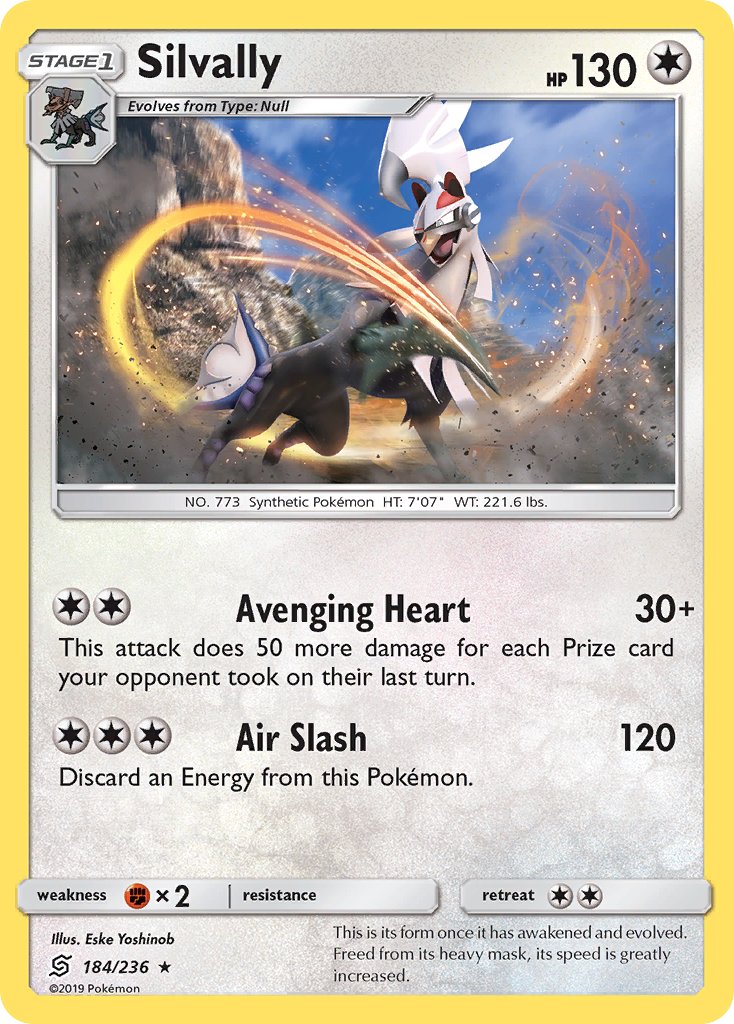 STAGE1
Silvally
HP 130
Evolves from Type: Null
NO. 773 Synthetic Pokémon HT: 7'07" WT: 221.6 lbs.
Avenging Heart 30+
This attack does 50 more damage for each Prize card
your opponent took on their last turn.
Air Slash 120
Discard an Energy from this Pokémon.
weakness × 2 resistance retreat
Illus. Eske Yoshinob
184/236 ★
©2019 Pokémon
This is its form once it has awakened and evolved.
Freed from its heavy mask, its speed is greatly
increased.